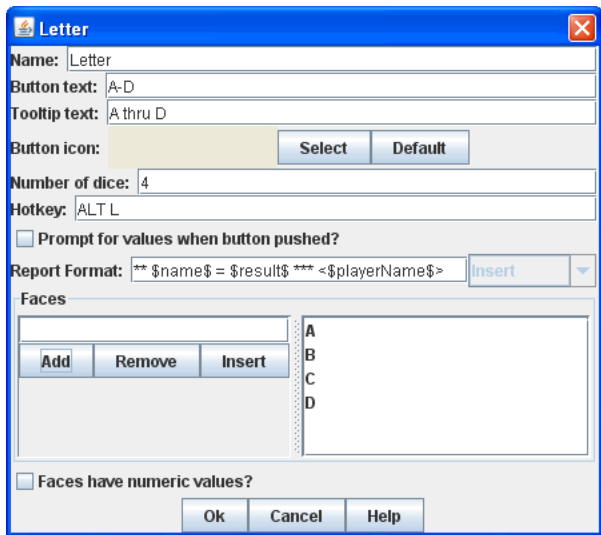 Letter
Name: Letter
Button text: A-D
Tooltip text: A thru D
Button icon: Select Default
Number of dice: 4
Hotkey: ALT L
Prompt for values when button pushed?
Report Format: ** $name$ = $result$ *** <$playerName$> Insert
Faces
Add Remove Insert
A
B
C
D
Faces have numeric values?
Ok Cancel Help